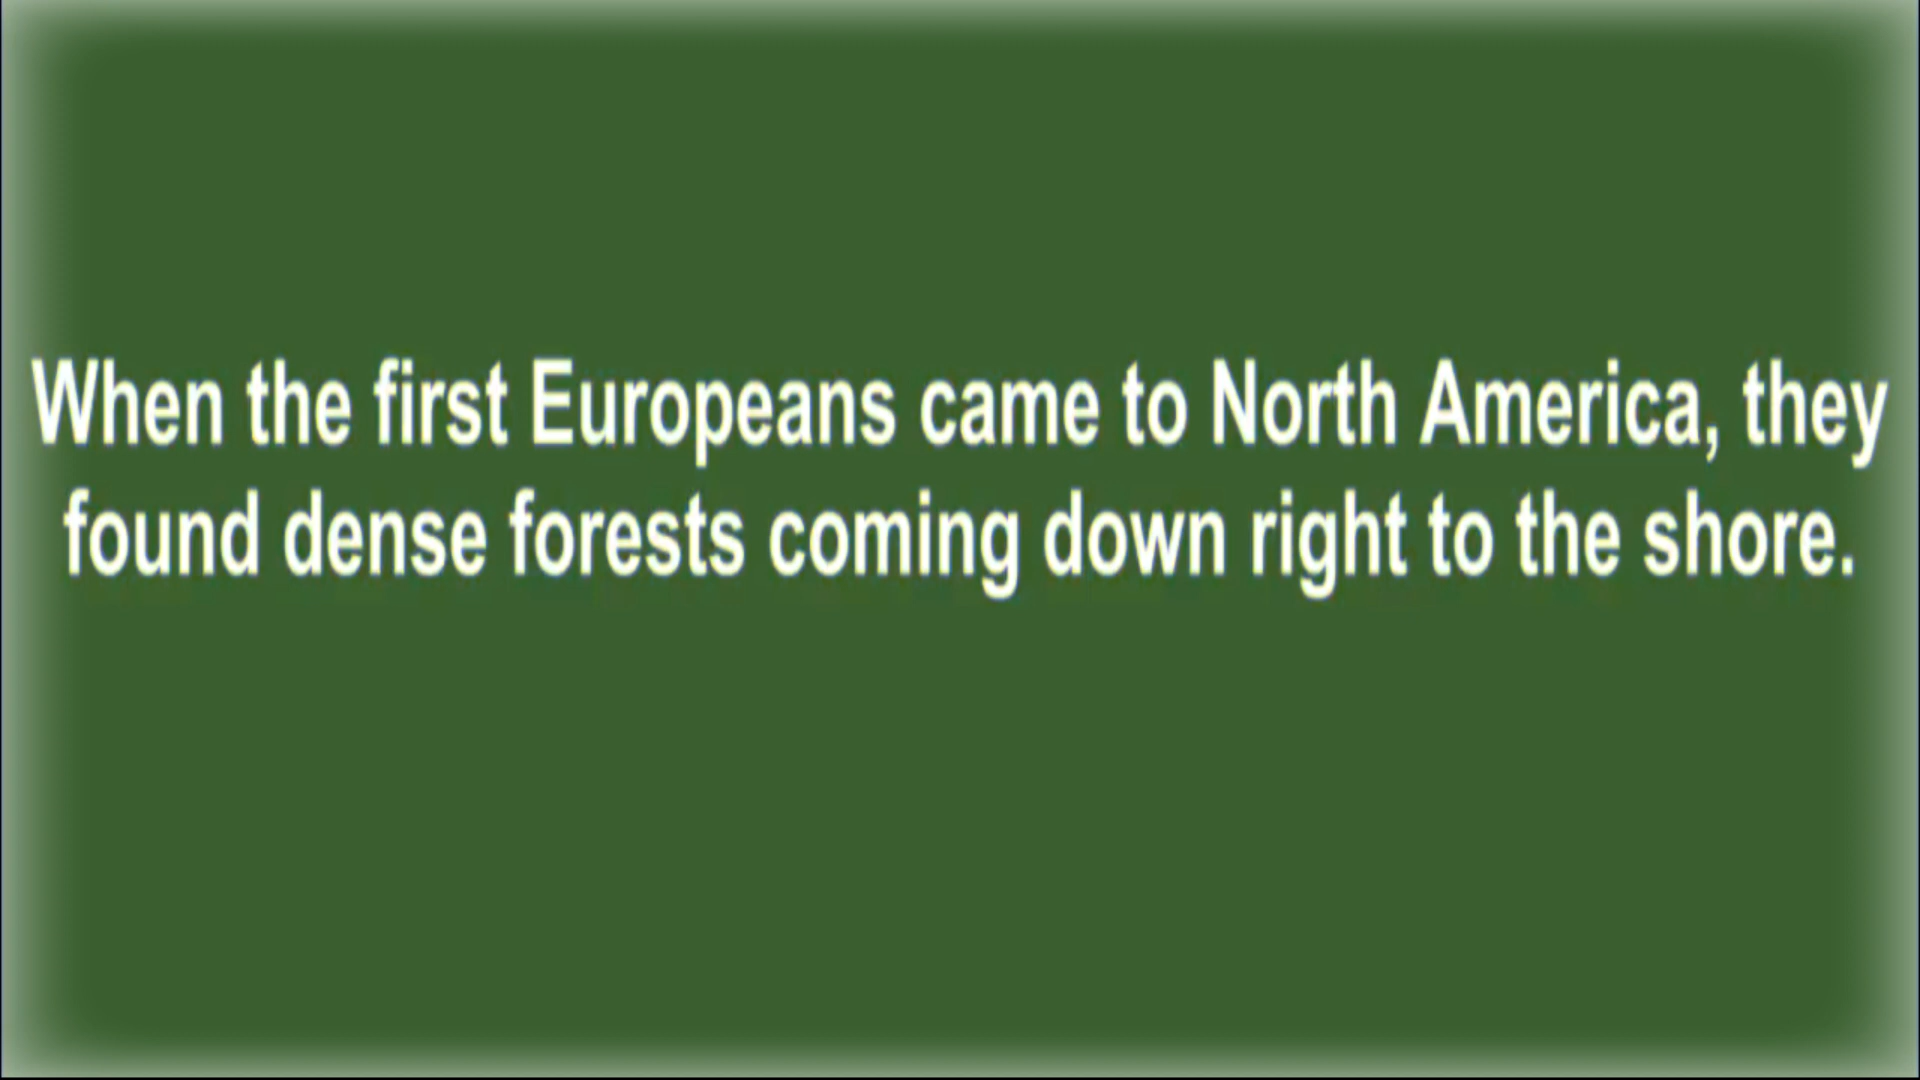 When the first Europeans came to North America, they
found dense forests coming down right to the shore.